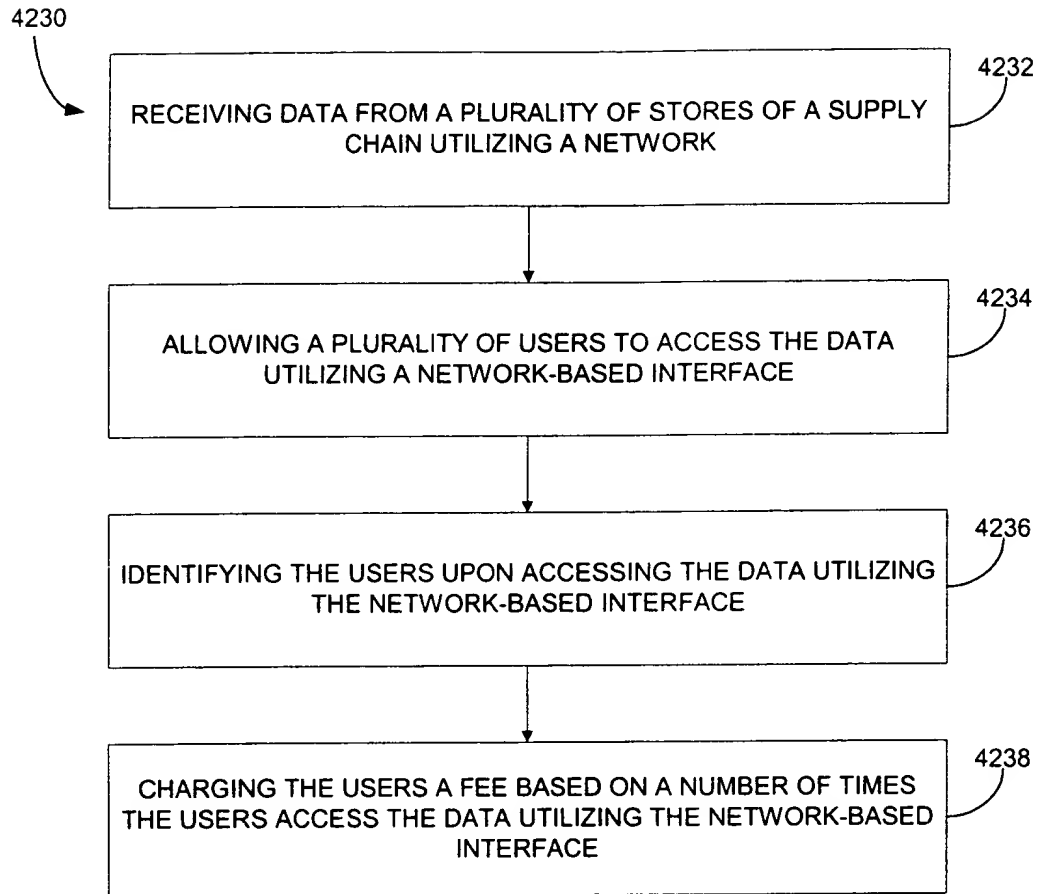 4230
4232
RECEIVING DATA FROM A PLURALITY OF STORES OF A SUPPLY
CHAIN UTILIZING A NETWORK
4234
ALLOWING A PLURALITY OF USERS TO ACCESS THE DATA
UTILIZING A NETWORK-BASED INTERFACE
4236
IDENTIFYING THE USERS UPON ACCESSING THE DATA UTILIZING
THE NETWORK-BASED INTERFACE
4238
CHARGING THE USERS A FEE BASED ON A NUMBER OF TIMES
THE USERS ACCESS THE DATA UTILIZING THE NETWORK-BASED
INTERFACE